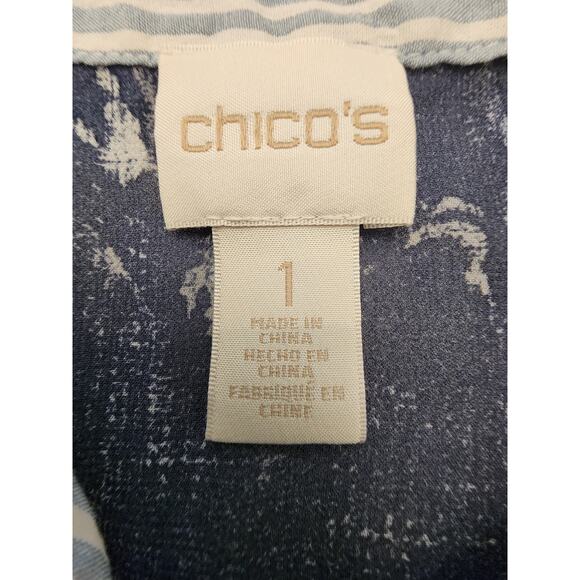 chico's
1
MADE IN
CHINA
HECHO EN
CHINA
FABRIQUÉ EN
CHINE